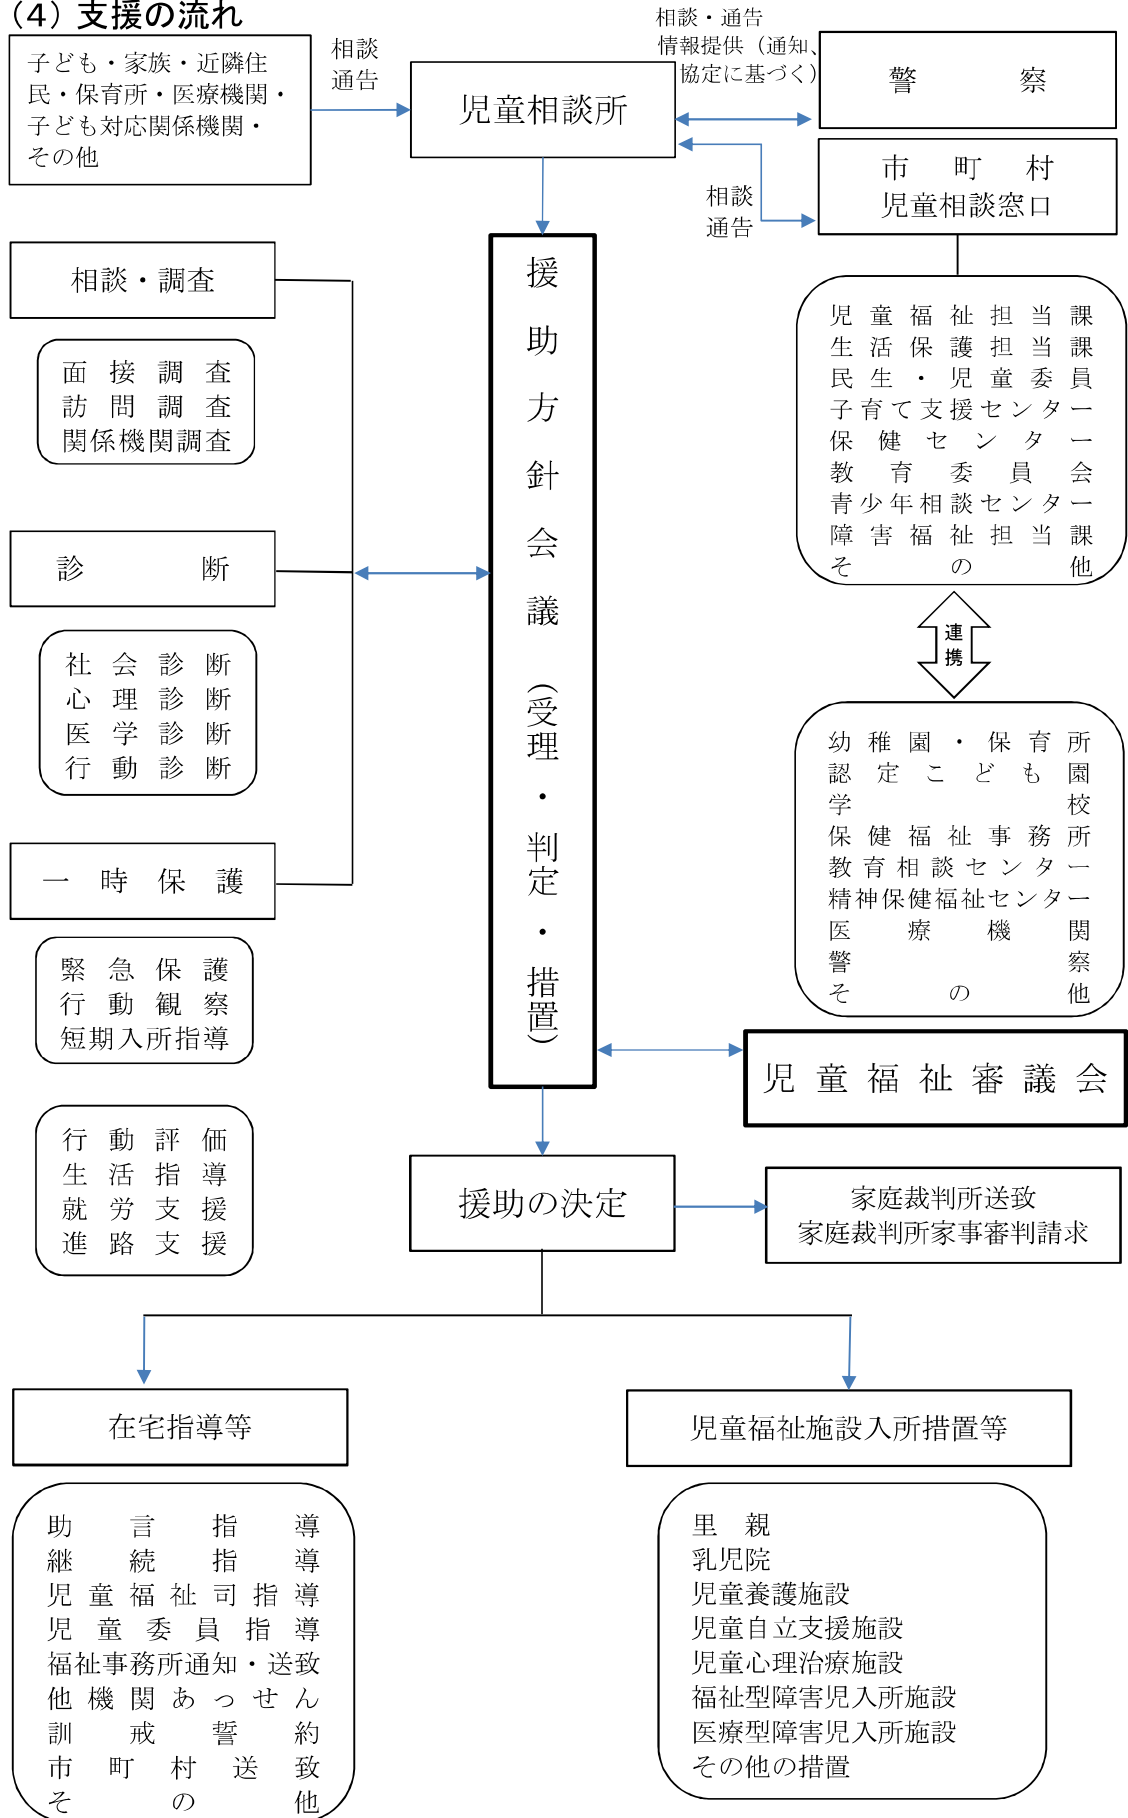 （4）支援の流れ
子ども・家族・近隣住
民・保育所・医療機関・
子ども対応関係機関・
その他
相談
通告
児童相談所
相談・通告
情報提供（通知、
協定に基づく）
警察
市町村
児童相談窓口
相談
通告
児童福祉担当課
生活保護担当課
民生・児童委員
子育て支援センター
保健センター
教育委員会
青少年相談センター
障害福祉担当課
その他
連
携
幼稚園・保育所
認定こども園
学校
保健福祉事務所
教育相談センター
精神保健福祉センター
医療機関
警察
その他
相談・調査
面接調査
訪問調査
関係機関調査
診断
社会診断
心理診断
医学診断
行動診断
一時保護
緊急保護
行動観察
短期入所指導
行動評価
生活指導
就労支援
進路支援
援助方針会議（受理・判定・措置）
児童福祉審議会
援助の決定
家庭裁判所送致
家庭裁判所家事審判請求
在宅指導等
助言指導
継続指導
児童福祉司指導
児童委員指導
福祉事務所通知・送致
他機関あっせん
訓戒誓約
市町村送致
その他
児童福祉施設入所措置等
里親
乳児院
児童養護施設
児童自立支援施設
児童心理治療施設
福祉型障害児入所施設
医療型障害児入所施設
その他の措置